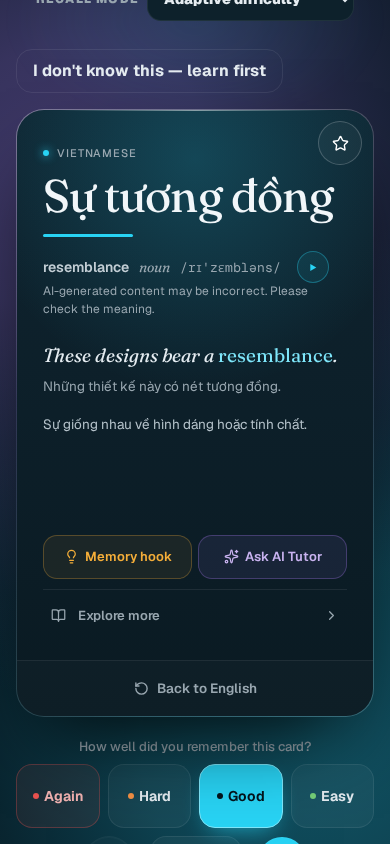 RECALL MODE Adaptive difficulty
I don't know this — learn first
VIETNAMESE
Sự tương đồng
resemblance noun /rɪˈzɛmbləns/
AI-generated content may be incorrect. Please
check the meaning.
These designs bear a resemblance.
Những thiết kế này có nét tương đồng.
Sự giống nhau về hình dáng hoặc tính chất.
Memory hook Ask AI Tutor
Explore more
Back to English
How well did you remember this card?
Again Hard Good Easy